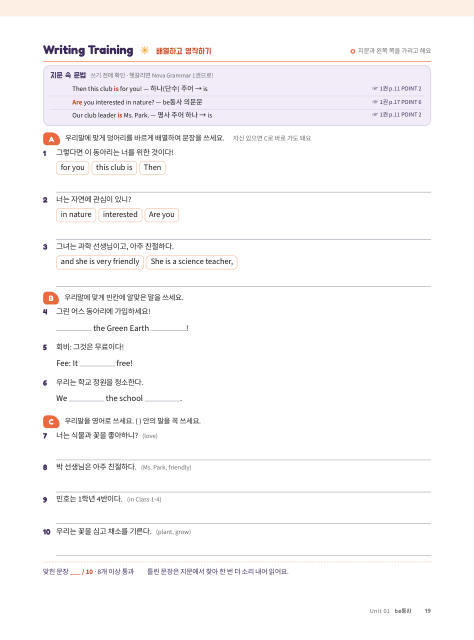 Writing Training ☀ 배열하고 영작하기
지문과 왼쪽 쪽을 가리고 해요
지문 속 문법 쓰기 전에 확인 · 헷갈리면 Nova Grammar 1권으로!
Then this club is for you! — 하나(단수) 주어 → is ☞ 1권 p.11 POINT 2
Are you interested in nature? — be동사 의문문 ☞ 1권 p.17 POINT 6
Our club leader is Ms. Park. — 명사 주어 하나 → is ☞ 1권 p.11 POINT 2
A 우리말에 맞게 덩어리를 바르게 배열하여 문장을 쓰세요. 자신 있으면 C로 바로 가도 돼요
1 그렇다면 이 동아리는 너를 위한 것이다!
for you this club is Then
2 너는 자연에 관심이 있니?
in nature interested Are you
3 그녀는 과학 선생님이고, 아주 친절하다.
and she is very friendly She is a science teacher,
B 우리말에 맞게 빈칸에 알맞은 말을 쓰세요.
4 그린 어스 동아리에 가입하세요!
________ the Green Earth ________!
5 회비: 그것은 무료이다!
Fee: It ________ free!
6 우리는 학교 정원을 청소한다.
We ________ the school ________.
C 우리말을 영어로 쓰세요. ( ) 안의 말을 꼭 쓰세요.
7 너는 식물과 꽃을 좋아하니? (love)
8 박 선생님은 아주 친절하다. (Ms. Park, friendly)
9 민호는 1학년 4반이다. (in Class 1-4)
10 우리는 꽃을 심고 채소를 기른다. (plant, grow)
맞힌 문장 ___ / 10 · 8개 이상 통과 틀린 문장은 지문에서 찾아 한 번 더 소리 내어 읽어요.
Unit 01 be동사 19